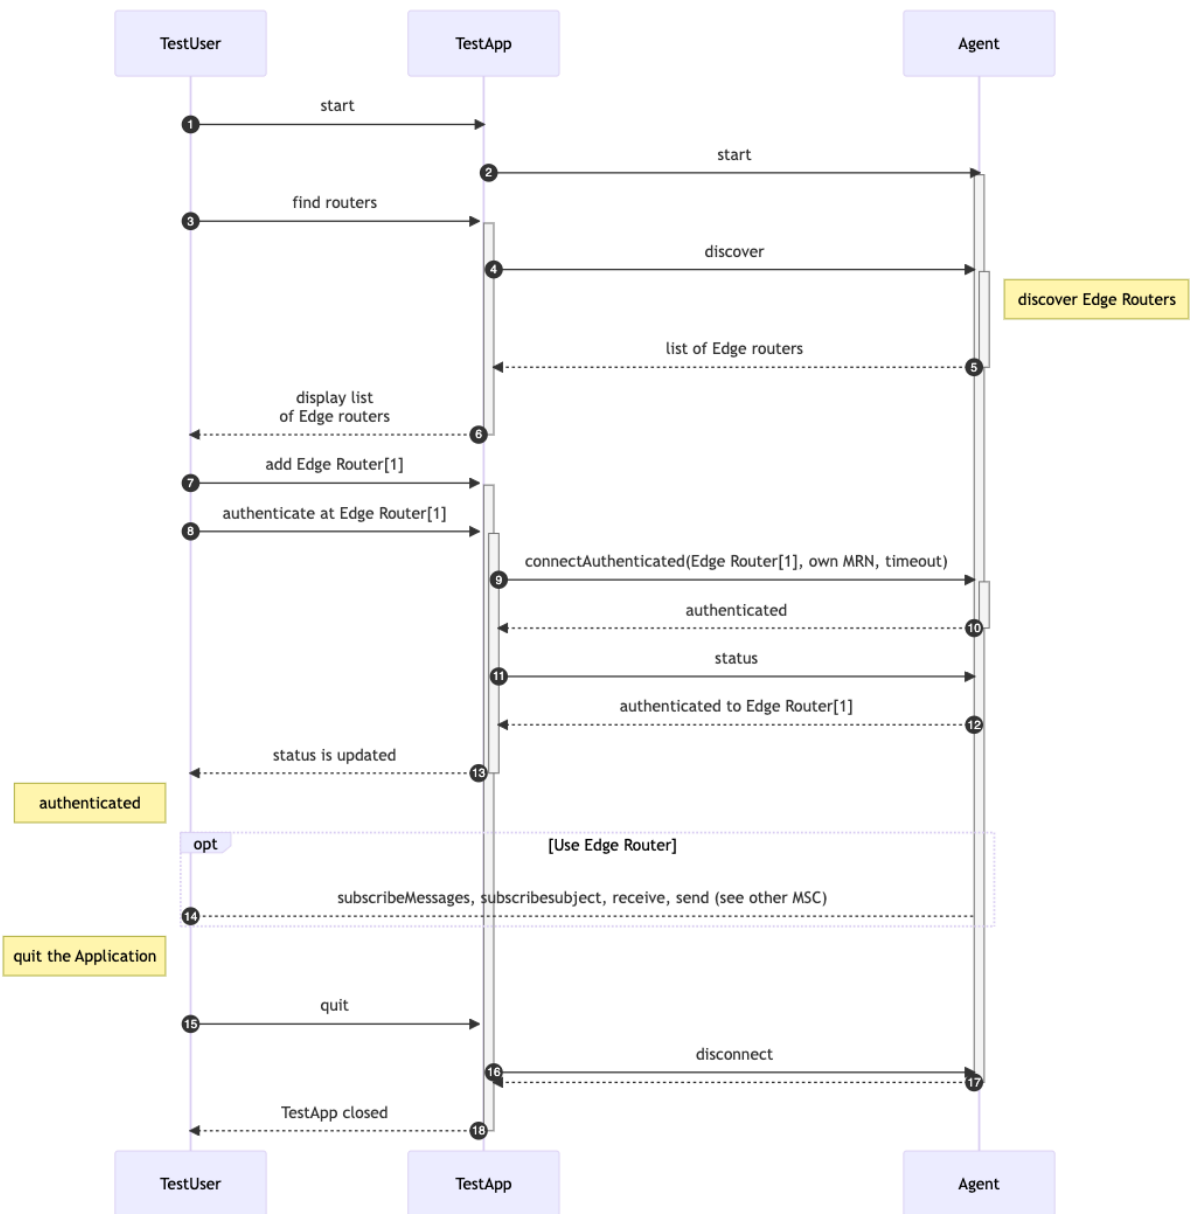 TestUser
TestApp
Agent
start
1
start
2
find routers
3
discover
4
discover Edge Routers
list of Edge routers
5
display list
of Edge routers
6
add Edge Router[1]
7
authenticate at Edge Router[1]
8
connectAuthenticated(Edge Router[1], own MRN, timeout)
9
authenticated
10
status
11
authenticated to Edge Router[1]
12
status is updated
13
authenticated
opt
[Use Edge Router]
subscribeMessages, subscribesubject, receive, send (see other MSC)
14
quit the Application
quit
15
disconnect
16
17
TestApp closed
18
TestUser
TestApp
Agent